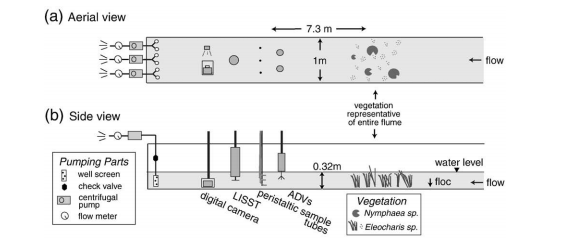 (a) Aerial view
7.3 m
1m
flow
vegetation
representative
of entire flume
(b) Side view
Pumping Parts
well screen
check valve
centrifugal
pump
flow meter
0.32m
water level
floc
flow
digital camera
LISST
peristaltic sample
tubes
ADVs
Vegetation
Nymphaea sp.
Eleocharis sp.